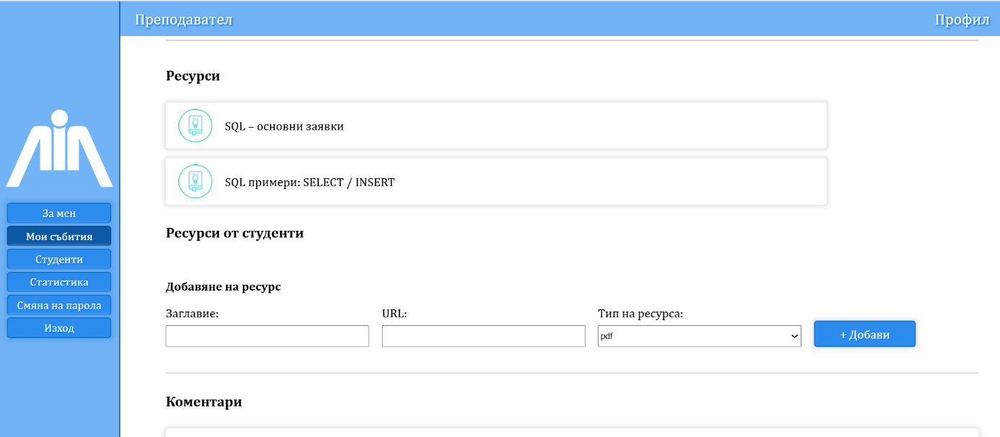 Преподавател
Профил
За мен
Мои събития
Студенти
Статистика
Смяна на парола
Изход
Ресурси
SQL – основни заявки
SQL примери: SELECT / INSERT
Ресурси от студенти
Добавяне на ресурс
Заглавие:
URL:
Тип на ресурса:
pdf
+ Добави
Коментари